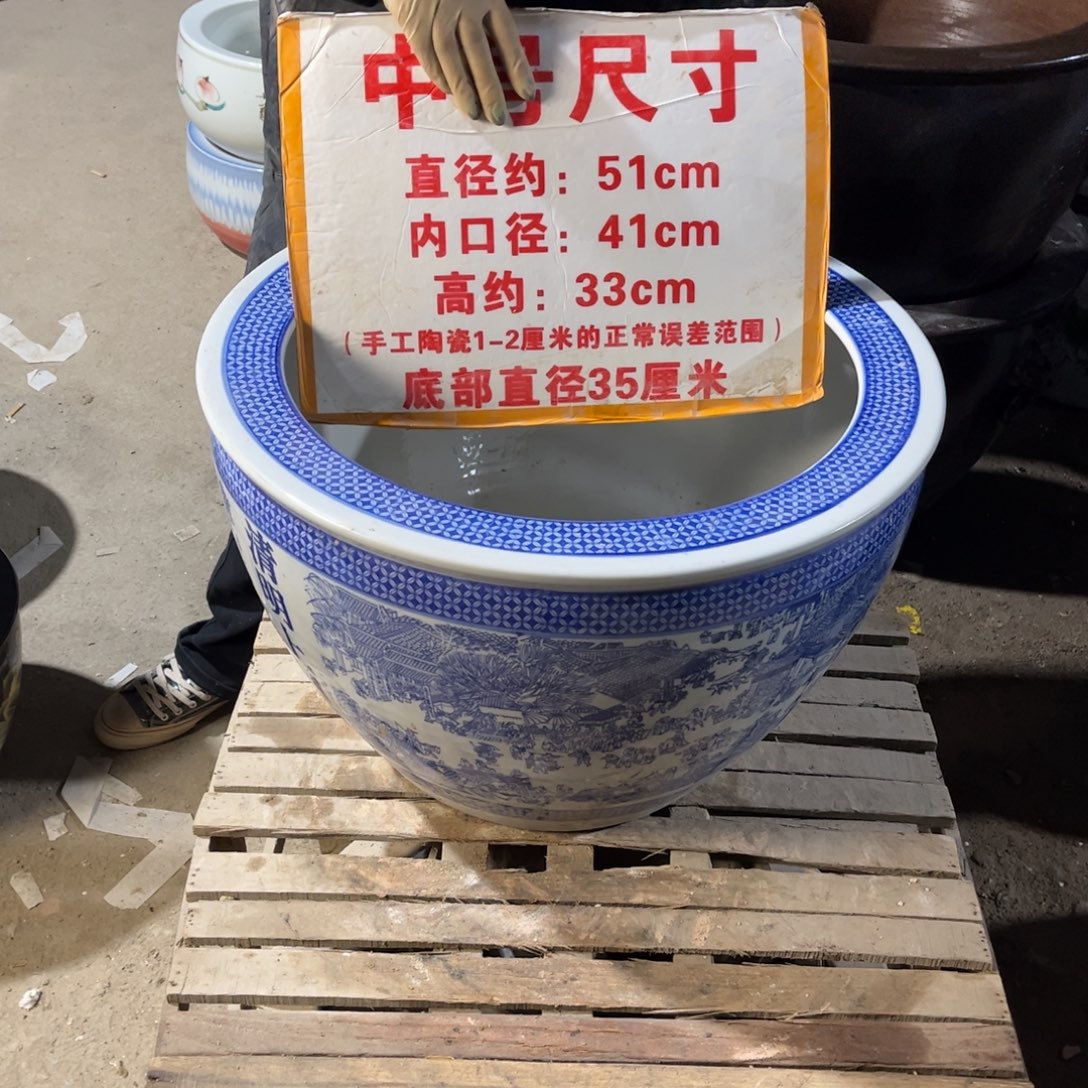 中号尺寸
直径约：51cm
内口径：41cm
高约：33cm
（手工陶瓷1-2厘米的正常误差范围）
底部直径35厘米
清明上